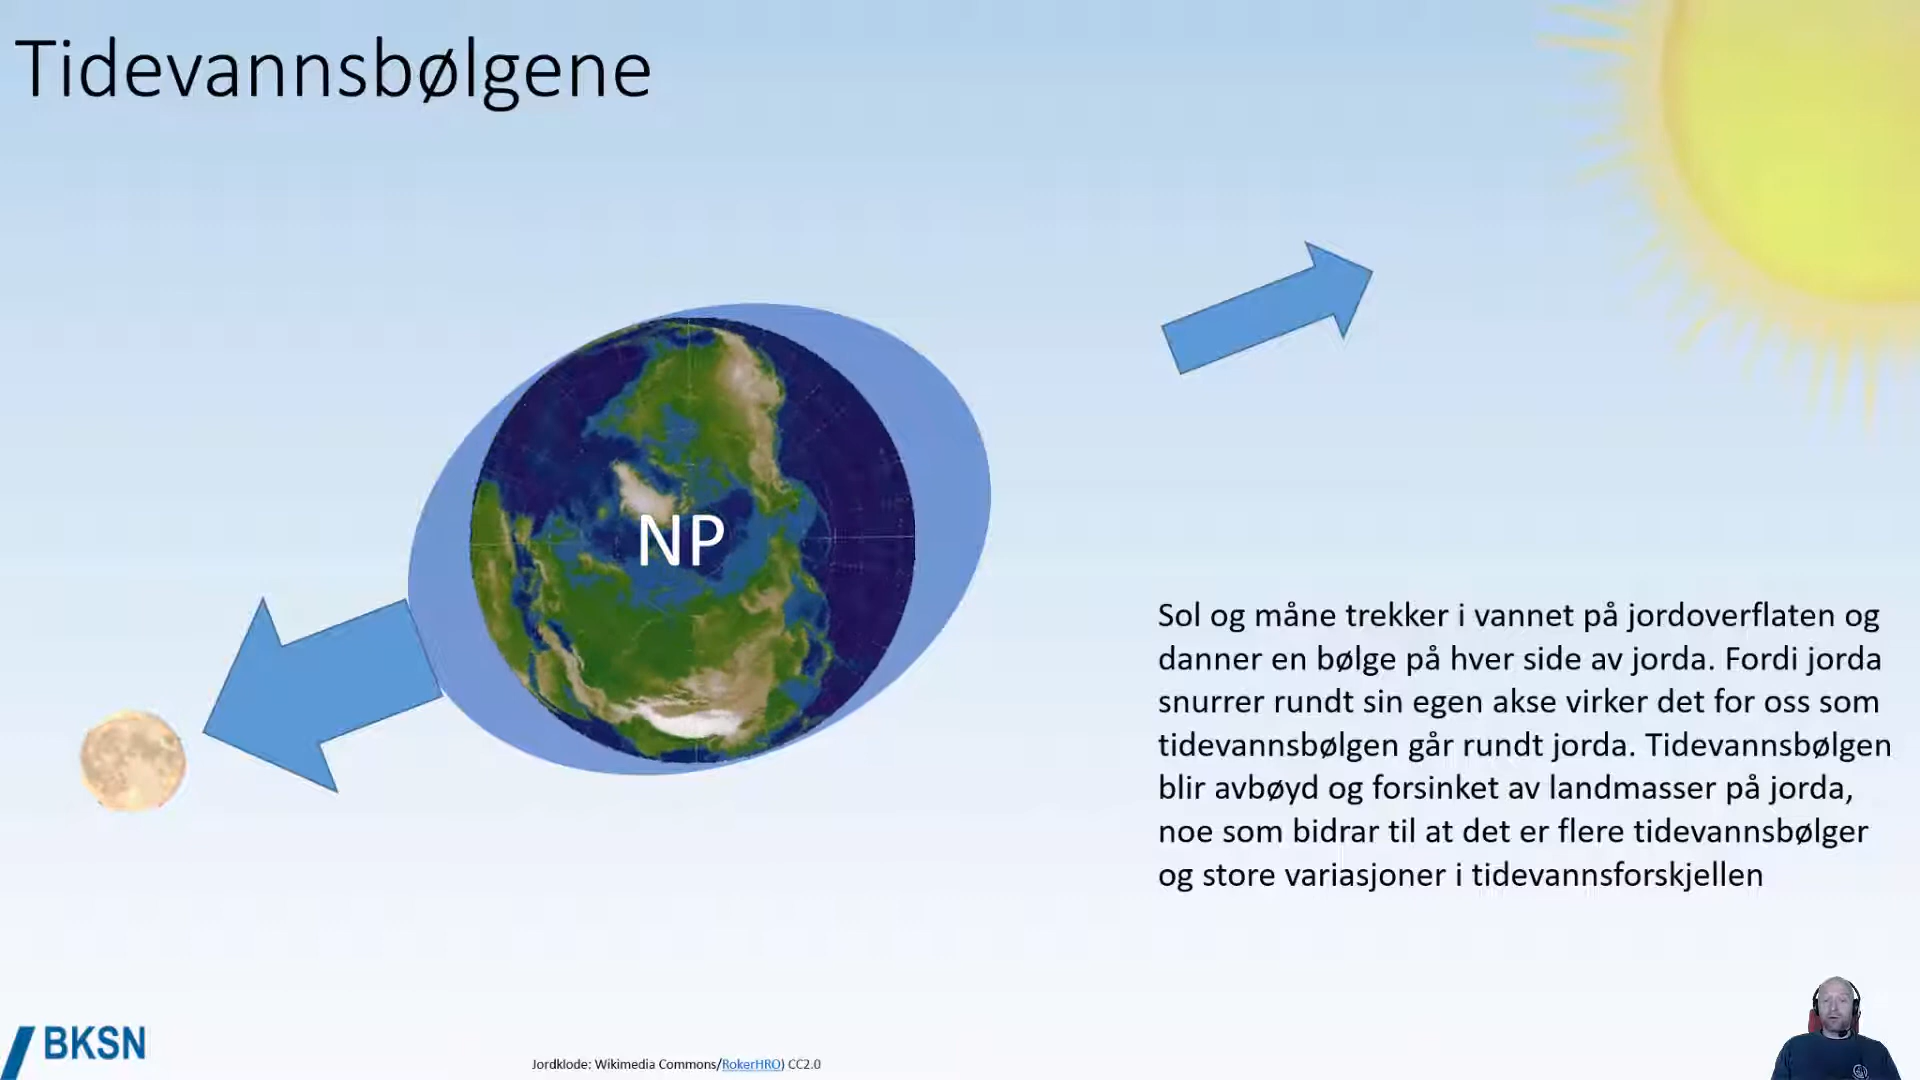 Tidevannsbølgene
NP
Sol og måne trekker i vannet på jordoverflaten og
danner en bølge på hver side av jorda. Fordi jorda
snurrer rundt sin egen akse virker det for oss som
tidevannsbølgen går rundt jorda. Tidevannsbølgen
blir avbøyd og forsinket av landmasser på jorda,
noe som bidrar til at det er flere tidevannsbølger
og store variasjoner i tidevannsforskjellen
BKSN
Jordklode: Wikimedia Commons/RokerHRO) CC2.0